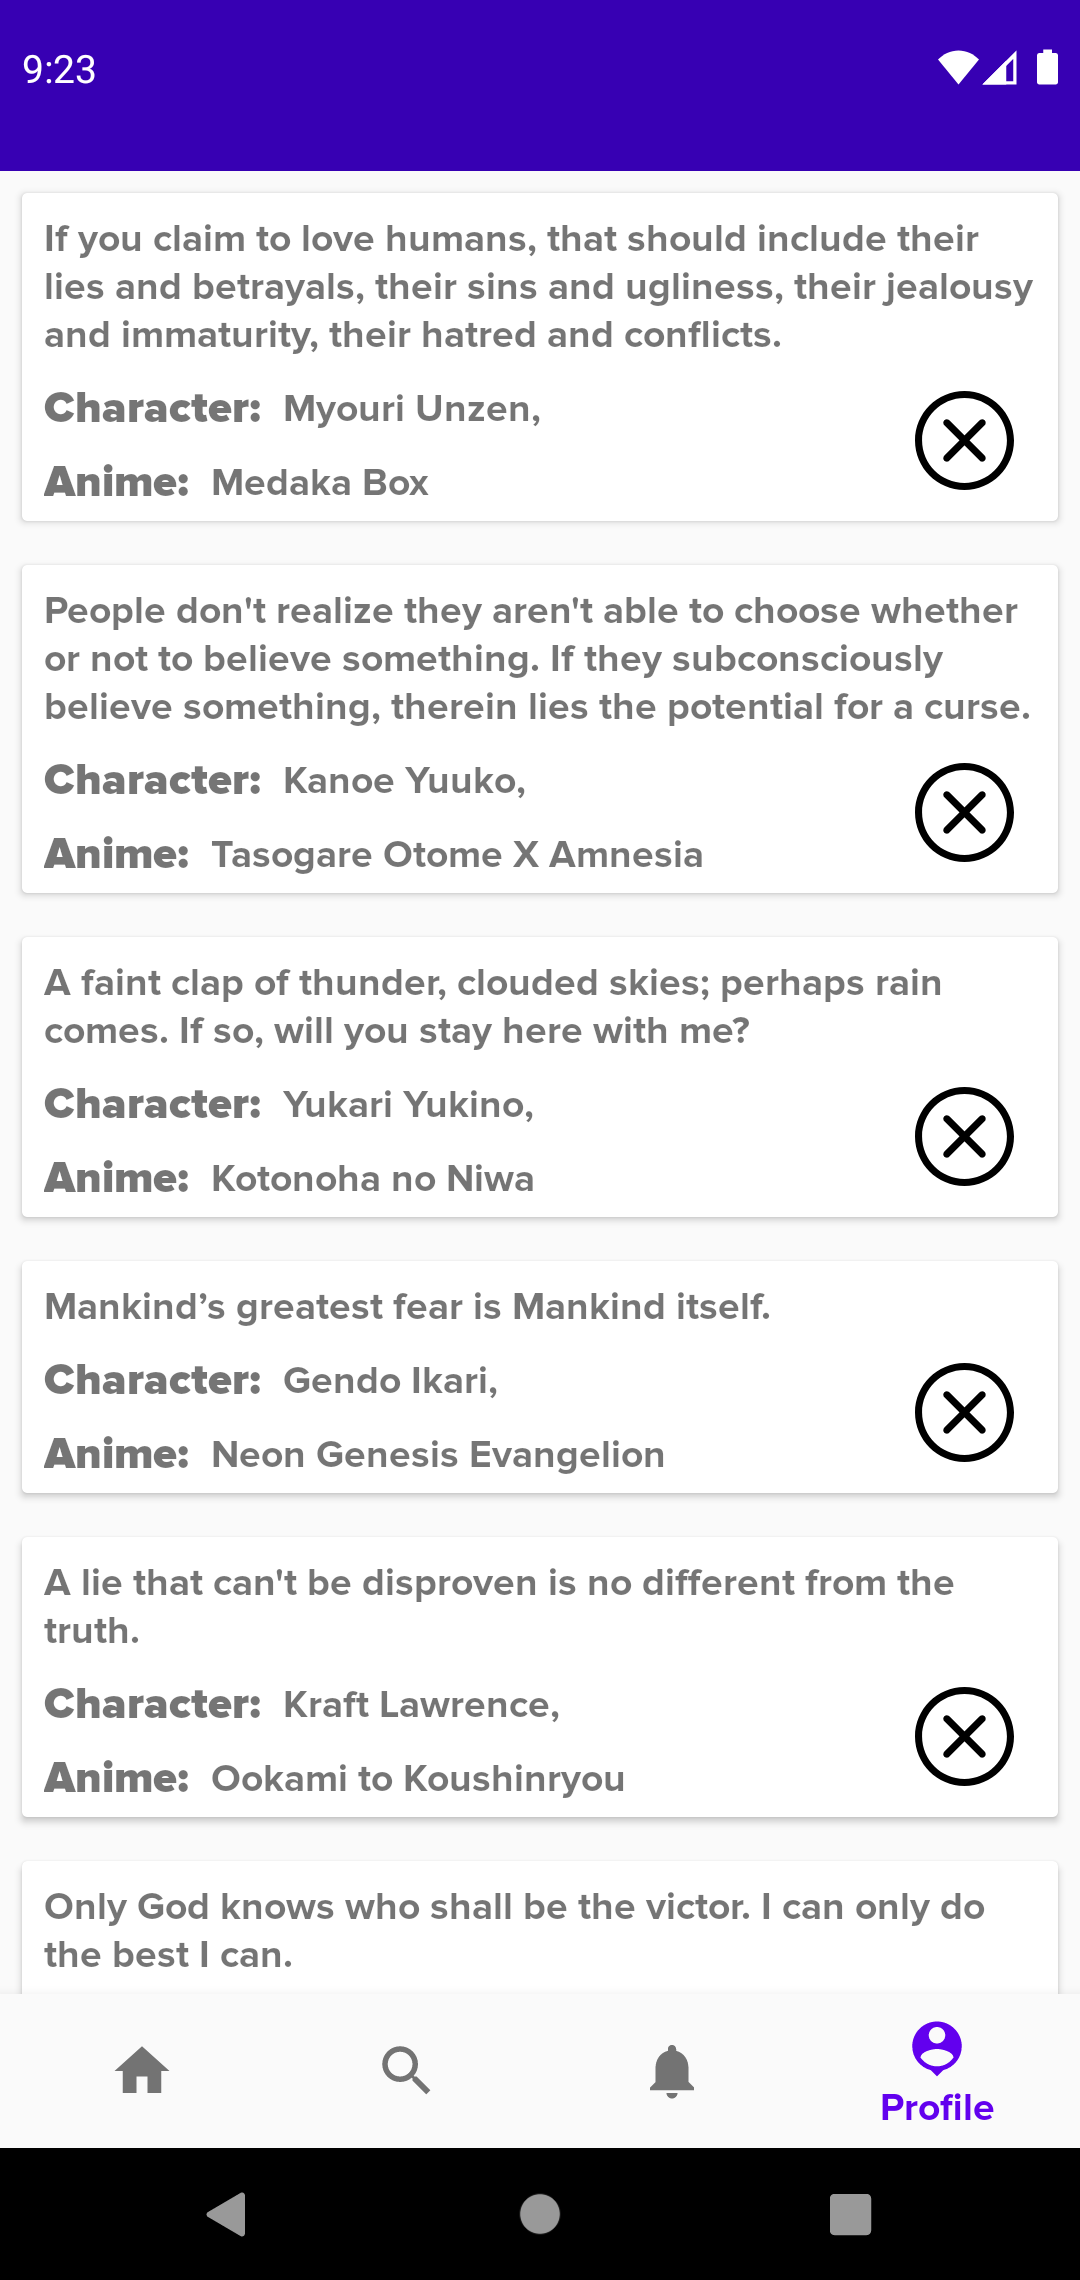 9:23
If you claim to love humans, that should include their
lies and betrayals, their sins and ugliness, their jealousy
and immaturity, their hatred and conflicts.
Character: Myouri Unzen,
Anime: Medaka Box
People don't realize they aren't able to choose whether
or not to believe something. If they subconsciously
believe something, therein lies the potential for a curse.
Character: Kanoe Yuuko,
Anime: Tasogare Otome X Amnesia
A faint clap of thunder, clouded skies; perhaps rain
comes. If so, will you stay here with me?
Character: Yukari Yukino,
Anime: Kotonoha no Niwa
Mankind’s greatest fear is Mankind itself.
Character: Gendo Ikari,
Anime: Neon Genesis Evangelion
A lie that can't be disproven is no different from the
truth.
Character: Kraft Lawrence,
Anime: Ookami to Koushinryou
Only God knows who shall be the victor. I can only do
the best I can.
Profile